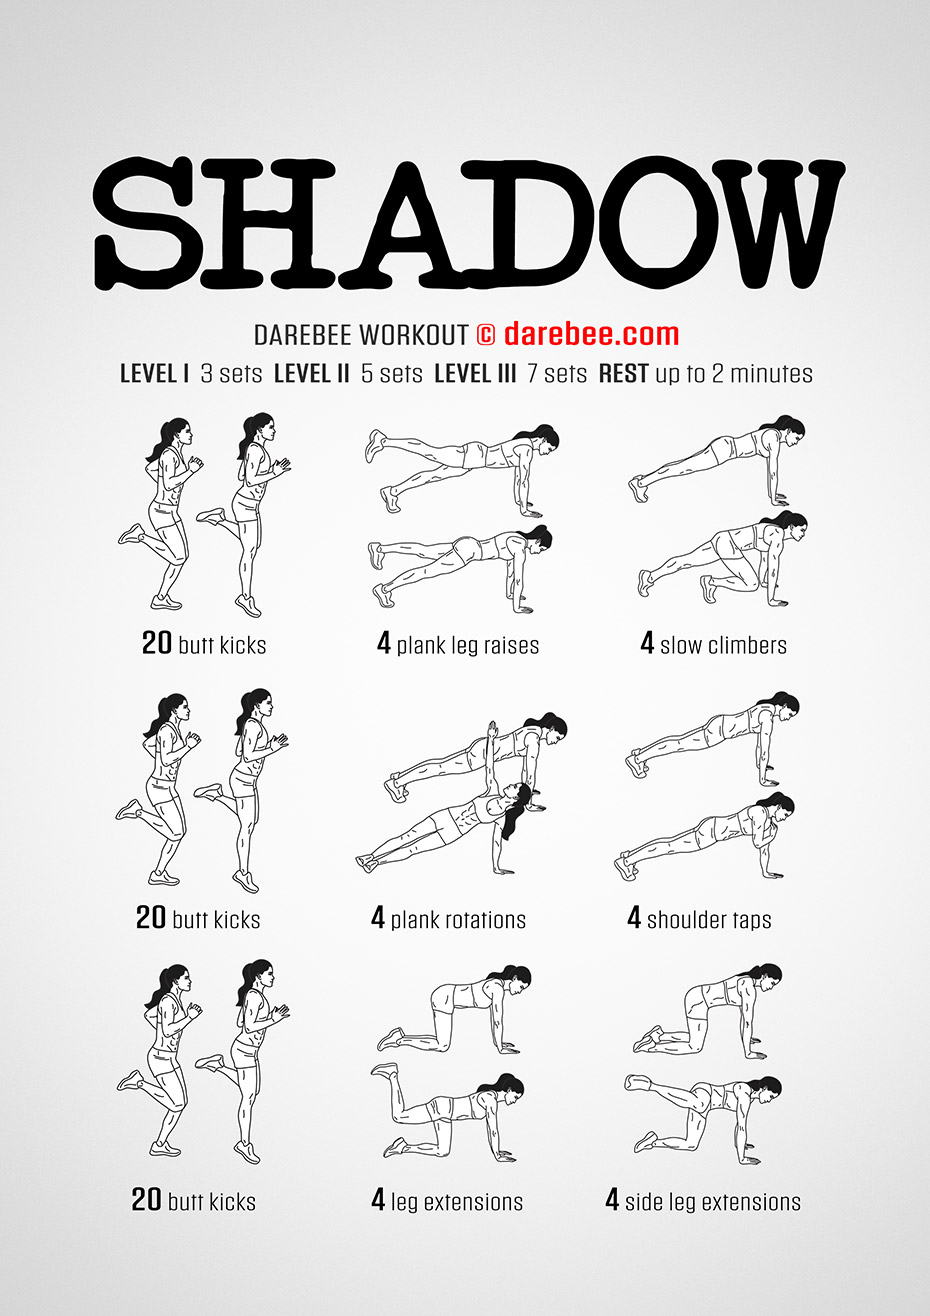 SHADOW
DAREBEE WORKOUT © darebee.com
LEVEL I 3 sets LEVEL II 5 sets LEVEL III 7 sets REST up to 2 minutes
20 butt kicks
4 plank leg raises
4 slow climbers
20 butt kicks
4 plank rotations
4 shoulder taps
20 butt kicks
4 leg extensions
4 side leg extensions